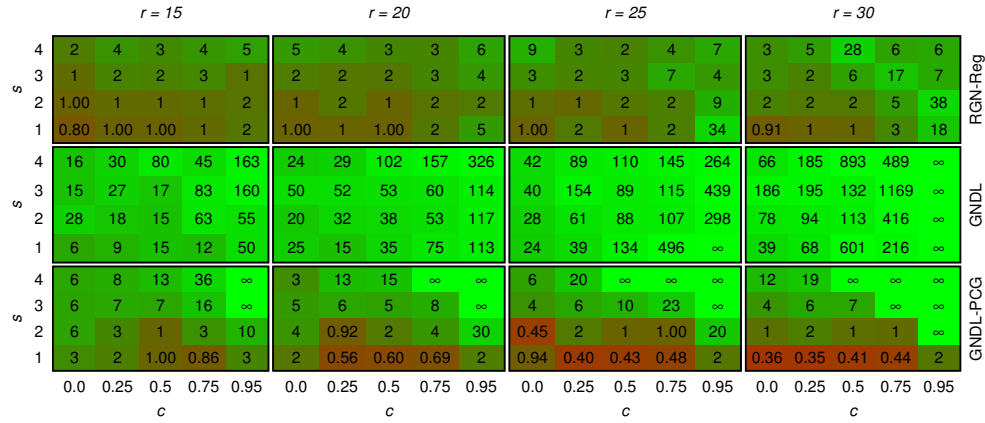 r = 15 r = 20 r = 25 r = 30
4 2 4 3 4 5 5 4 3 3 6 9 3 2 4 7 3 5 28 6 6
3 1 2 2 3 1 2 2 2 3 4 3 2 3 7 4 3 2 6 17 7
2 1.00 1 1 1 2 1 2 1 2 2 1 1 2 2 9 2 2 2 5 38
1 0.80 1.00 1.00 1 2 1.00 1 1.00 2 5 1.00 2 1 2 34 0.91 1 1 3 18
s
RGN-Reg
4 16 30 80 45 163 24 29 102 157 326 42 89 110 145 264 66 185 893 489 ∞
3 15 27 17 83 160 50 52 53 60 114 40 154 89 115 439 186 195 132 1169 ∞
2 28 18 15 63 55 20 32 38 53 117 28 61 88 107 298 78 94 113 416 ∞
1 6 9 15 12 50 25 15 35 75 113 24 39 134 496 ∞ 39 68 601 216 ∞
s
GNDL
4 6 8 13 36 ∞ 3 13 15 ∞ ∞ 6 20 ∞ ∞ ∞ 12 19 ∞ ∞ ∞
3 6 7 7 16 ∞ 5 6 5 8 ∞ 4 6 10 23 ∞ 4 6 7 ∞ ∞
2 6 3 1 3 10 4 0.92 2 4 30 0.45 2 1 1.00 20 1 2 1 1 ∞
1 3 2 1.00 0.86 3 2 0.56 0.60 0.69 2 0.94 0.40 0.43 0.48 2 0.36 0.35 0.41 0.44 2
s
GNDL-PCG
0.0 0.25 0.5 0.75 0.95 0.0 0.25 0.5 0.75 0.95 0.0 0.25 0.5 0.75 0.95 0.0 0.25 0.5 0.75 0.95
c c c c